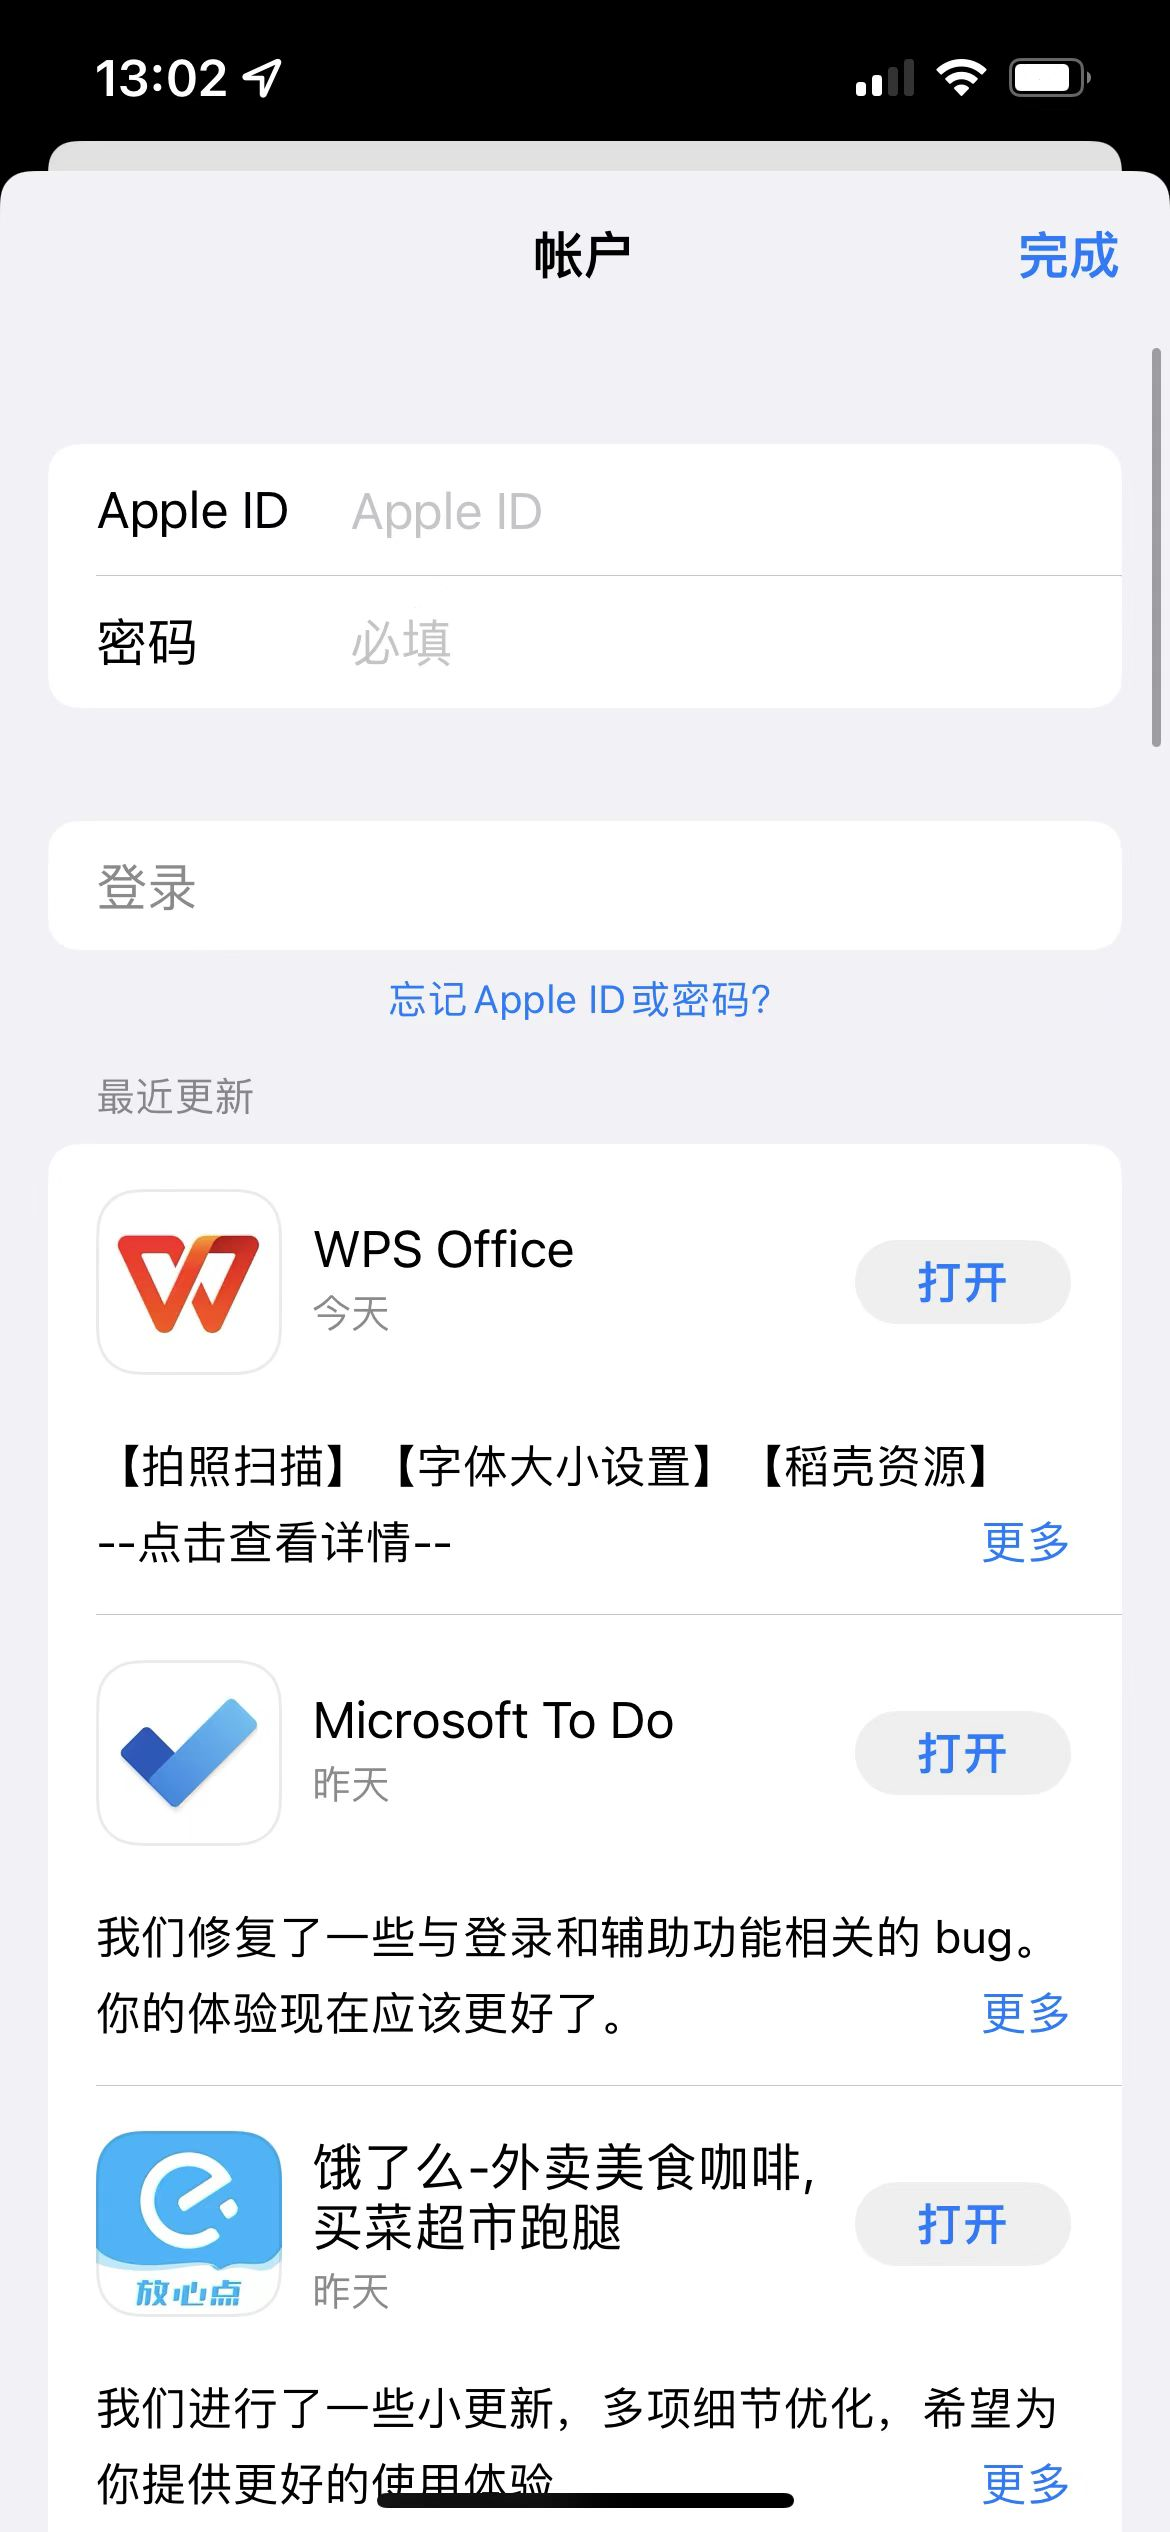 13:02
帐户
完成
Apple ID Apple ID
密码 必填
登录
忘记 Apple ID 或密码?
最近更新
WPS Office
今天
打开
【拍照扫描】【字体大小设置】【稻壳资源】
--点击查看详情-- 更多
Microsoft To Do
昨天
打开
我们修复了一些与登录和辅助功能相关的 bug。
你的体验现在应该更好了。 更多
放心点
饿了么-外卖美食咖啡,
买菜超市跑腿
昨天
打开
我们进行了一些小更新，多项细节优化，希望为
你提供更好的使用体验 更多